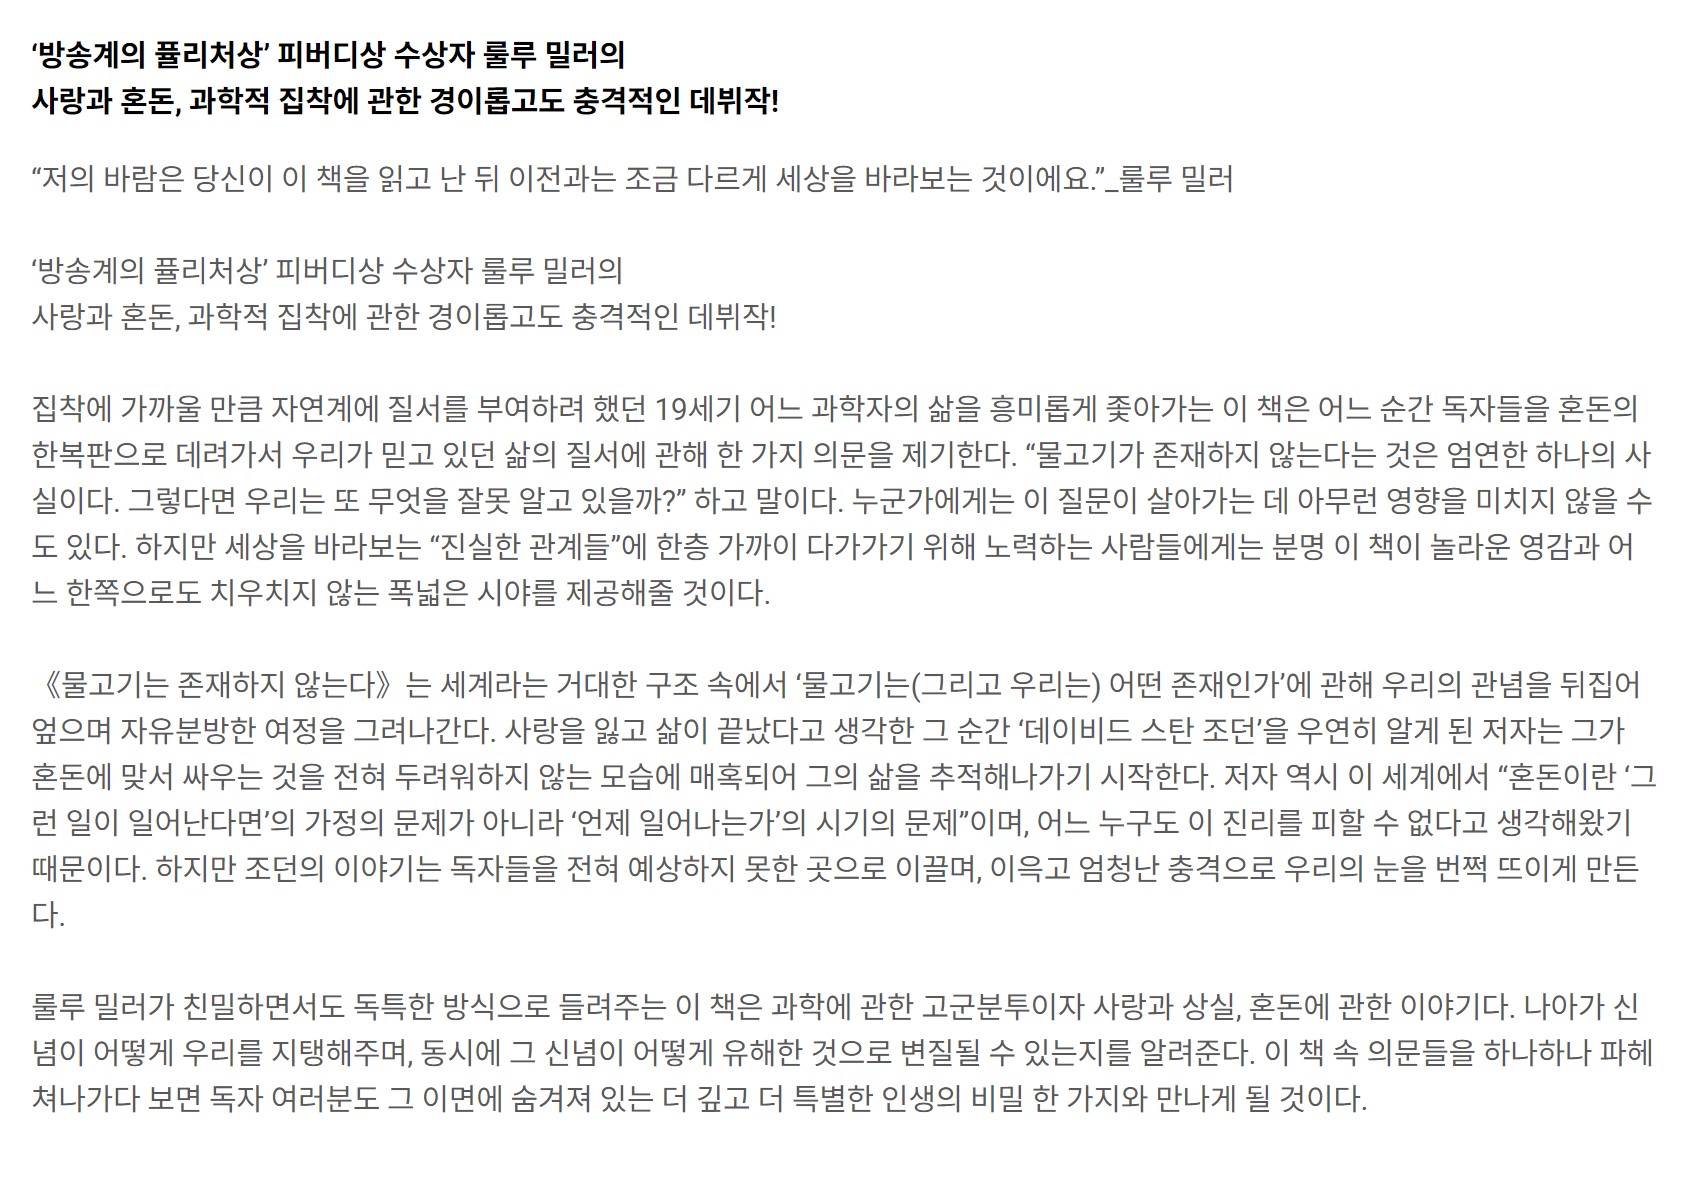 ‘방송계의 퓰리처상’ 피버디상 수상자 룰루 밀러의
사랑과 혼돈, 과학적 집착에 관한 경이롭고도 충격적인 데뷔작!
“저의 바람은 당신이 이 책을 읽고 난 뒤 이전과는 조금 다르게 세상을 바라보는 것이에요.”_룰루 밀러
‘방송계의 퓰리처상’ 피버디상 수상자 룰루 밀러의
사랑과 혼돈, 과학적 집착에 관한 경이롭고도 충격적인 데뷔작!
집착에 가까울 만큼 자연계에 질서를 부여하려 했던 19세기 어느 과학자의 삶을 흥미롭게 좇아가는 이 책은 어느 순간 독자들을 혼돈의
한복판으로 데려가서 우리가 믿고 있던 삶의 질서에 관해 한 가지 의문을 제기한다. “물고기가 존재하지 않는다는 것은 엄연한 하나의 사
실이다. 그렇다면 우리는 또 무엇을 잘못 알고 있을까?” 하고 말이다. 누군가에게는 이 질문이 살아가는 데 아무런 영향을 미치지 않을 수
도 있다. 하지만 세상을 바라보는 “진실한 관계들”에 한층 가까이 다가가기 위해 노력하는 사람들에게는 분명 이 책이 놀라운 영감과 어
느 한쪽으로도 치우치지 않는 폭넓은 시야를 제공해줄 것이다.
《물고기는 존재하지 않는다》는 세계라는 거대한 구조 속에서 ‘물고기는(그리고 우리는) 어떤 존재인가’에 관해 우리의 관념을 뒤집어
엎으며 자유분방한 여정을 그려나간다. 사랑을 잃고 삶이 끝났다고 생각한 그 순간 ‘데이비드 스탄 조던’을 우연히 알게 된 저자는 그가
혼돈에 맞서 싸우는 것을 전혀 두려워하지 않는 모습에 매혹되어 그의 삶을 추적해나가기 시작한다. 저자 역시 이 세계에서 “혼돈이란 ‘그
런 일이 일어난다면’의 가정의 문제가 아니라 ‘언제 일어나는가’의 시기의 문제”이며, 어느 누구도 이 진리를 피할 수 없다고 생각해왔기
때문이다. 하지만 조던의 이야기는 독자들을 전혀 예상하지 못한 곳으로 이끌며, 이윽고 엄청난 충격으로 우리의 눈을 번쩍 뜨이게 만든
다.
룰루 밀러가 친밀하면서도 독특한 방식으로 들려주는 이 책은 과학에 관한 고군분투이자 사랑과 상실, 혼돈에 관한 이야기다. 나아가 신
념이 어떻게 우리를 지탱해주며, 동시에 그 신념이 어떻게 유해한 것으로 변질될 수 있는지를 알려준다. 이 책 속 의문들을 하나하나 파헤
쳐나가다 보면 독자 여러분도 그 이면에 숨겨져 있는 더 깊고 더 특별한 인생의 비밀 한 가지와 만나게 될 것이다.